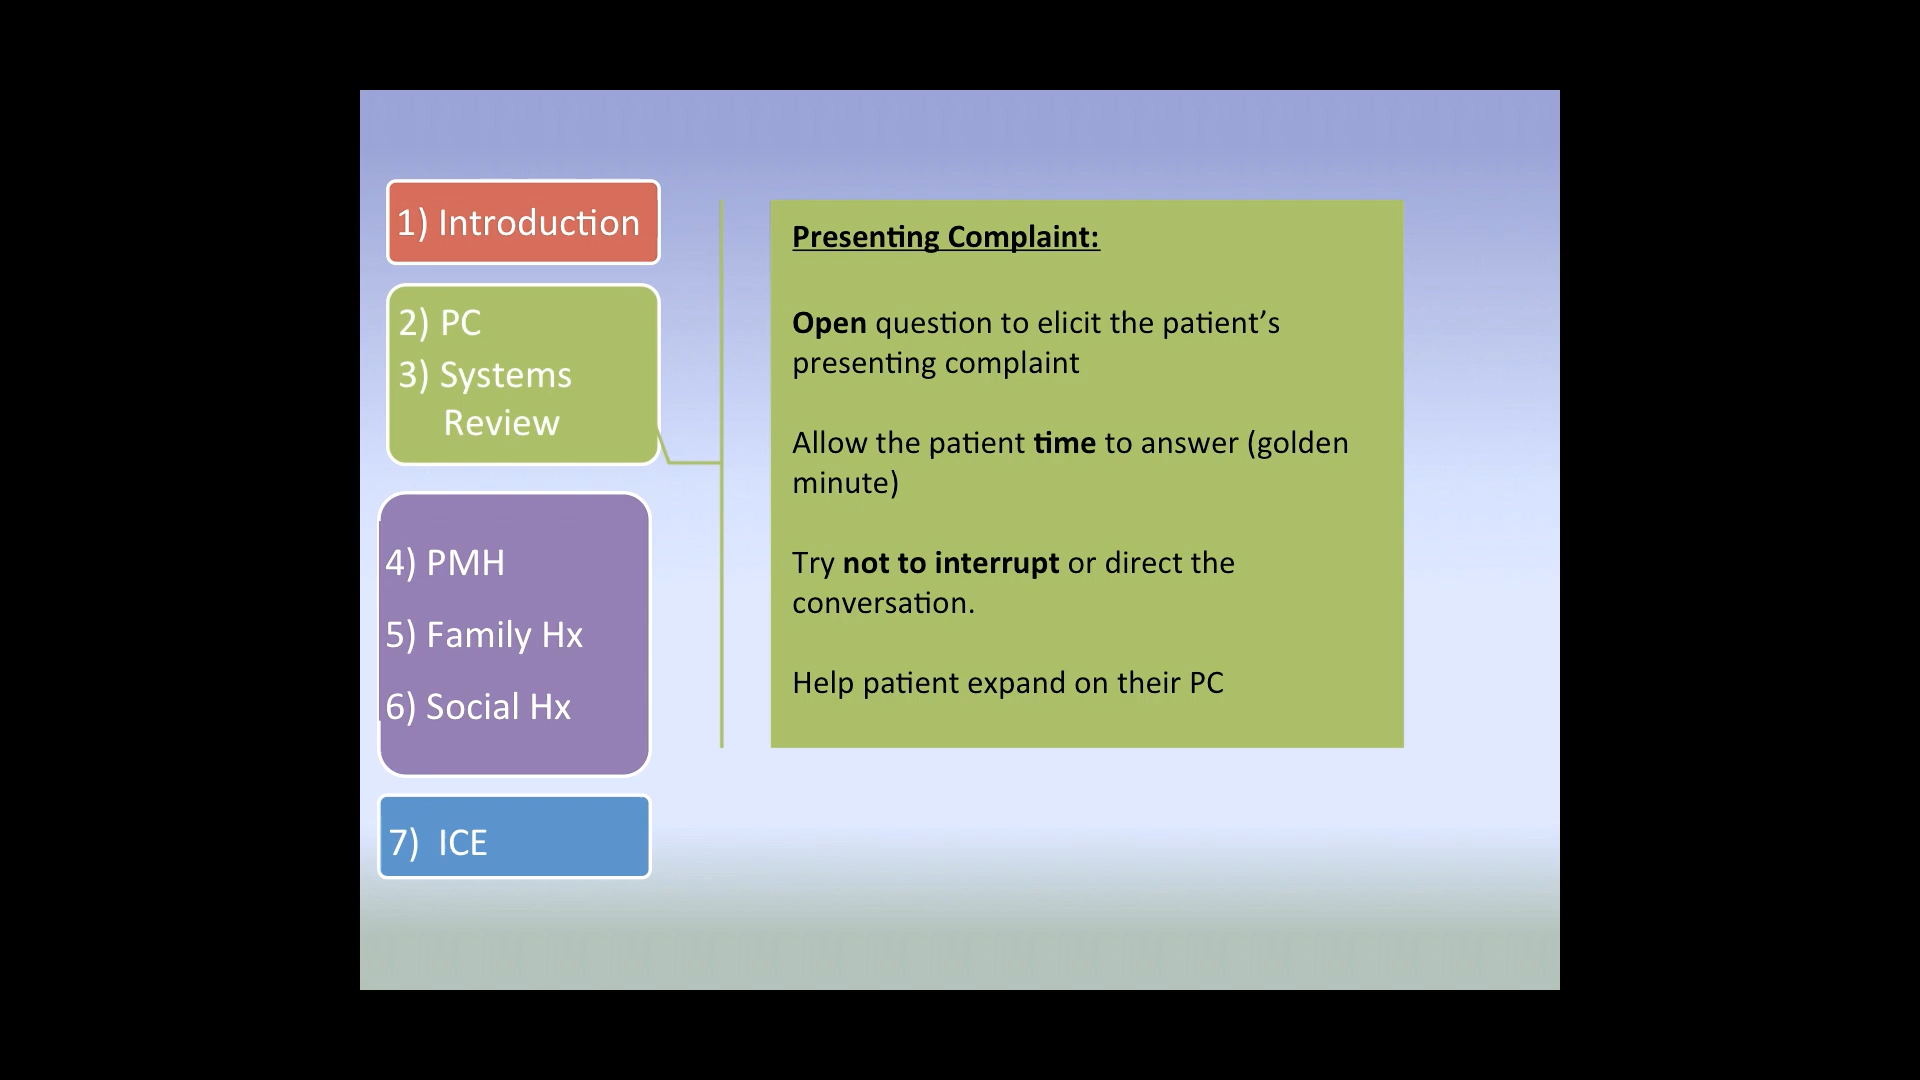 1) Introduction
2) PC
3) Systems
Review
4) PMH
5) Family Hx
6) Social Hx
7) ICE
Presenting Complaint:
Open question to elicit the patient’s
presenting complaint
Allow the patient time to answer (golden
minute)
Try not to interrupt or direct the
conversation.
Help patient expand on their PC